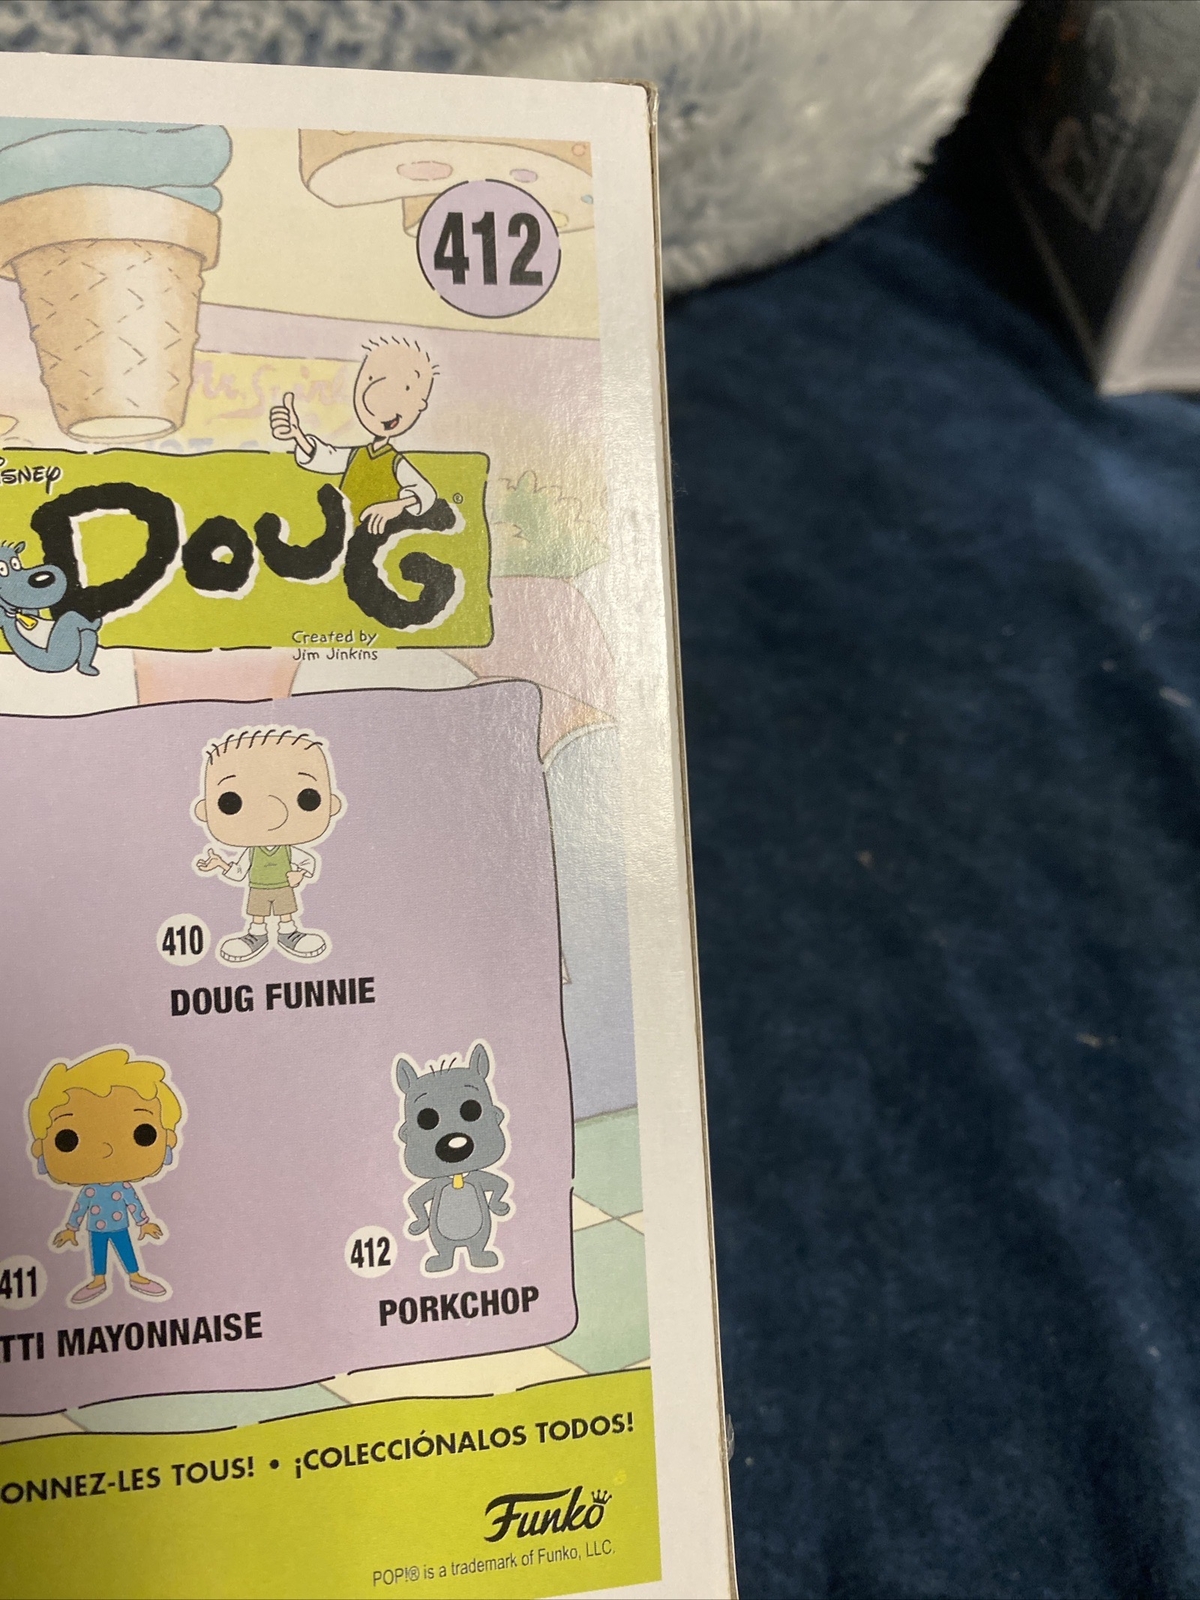 412
DISNEY
DOUG
Created by
Jim Jinkins
410
DOUG FUNNIE
411
412
TTI MAYONNAISE
PORKCHOP
ONNEZ-LES TOUS! • ¡COLECCIÓNALOS TODOS!
Funko
POP!® is a trademark of Funko, LLC.